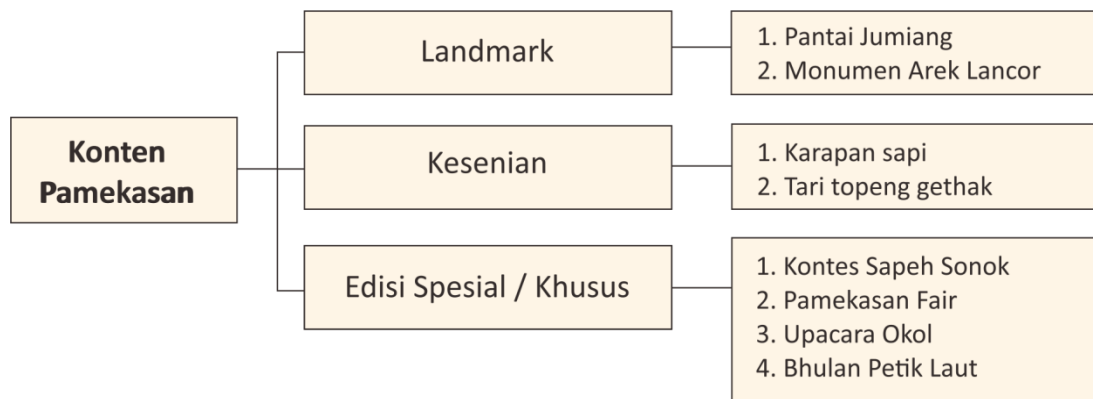 Konten
Pamekasan
Landmark
1. Pantai Jumiang
2. Monumen Arek Lancor
Kesenian
1. Karapan sapi
2. Tari topeng gethak
Edisi Spesial / Khusus
1. Kontes Sapeh Sonok
2. Pamekasan Fair
3. Upacara Okol
4. Bhulan Petik Laut